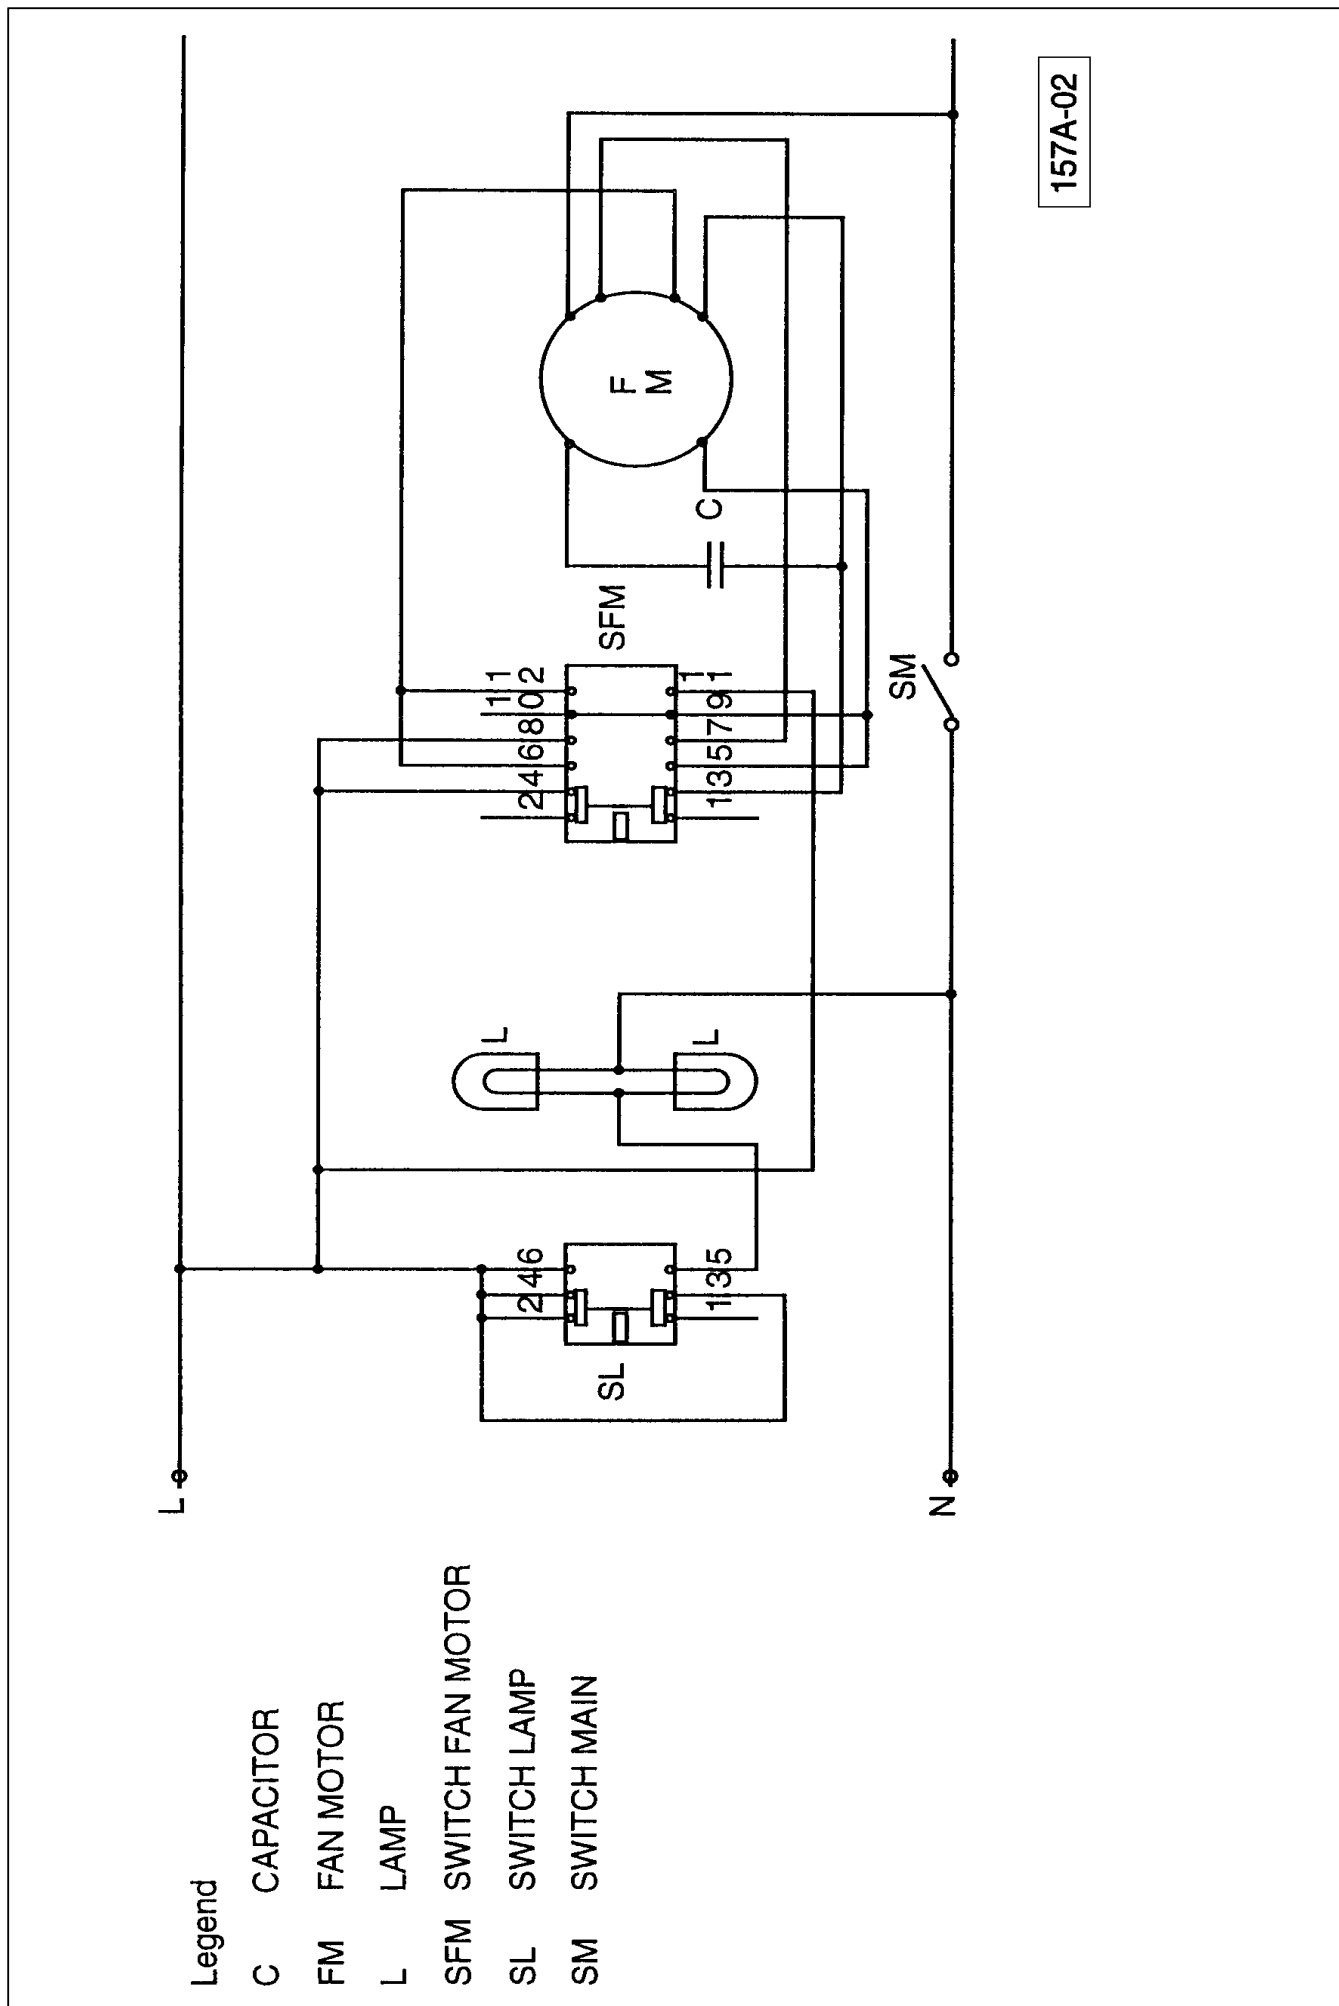 157A-02
L
SL
2 4 6
1 3 5
L
L
SFM
2 4 6 8 10 12
1 3 5 7 9 11
C
F
M
SM
N
Legend
C CAPACITOR
FM FAN MOTOR
L LAMP
SFM SWITCH FAN MOTOR
SL SWITCH LAMP
SM SWITCH MAIN